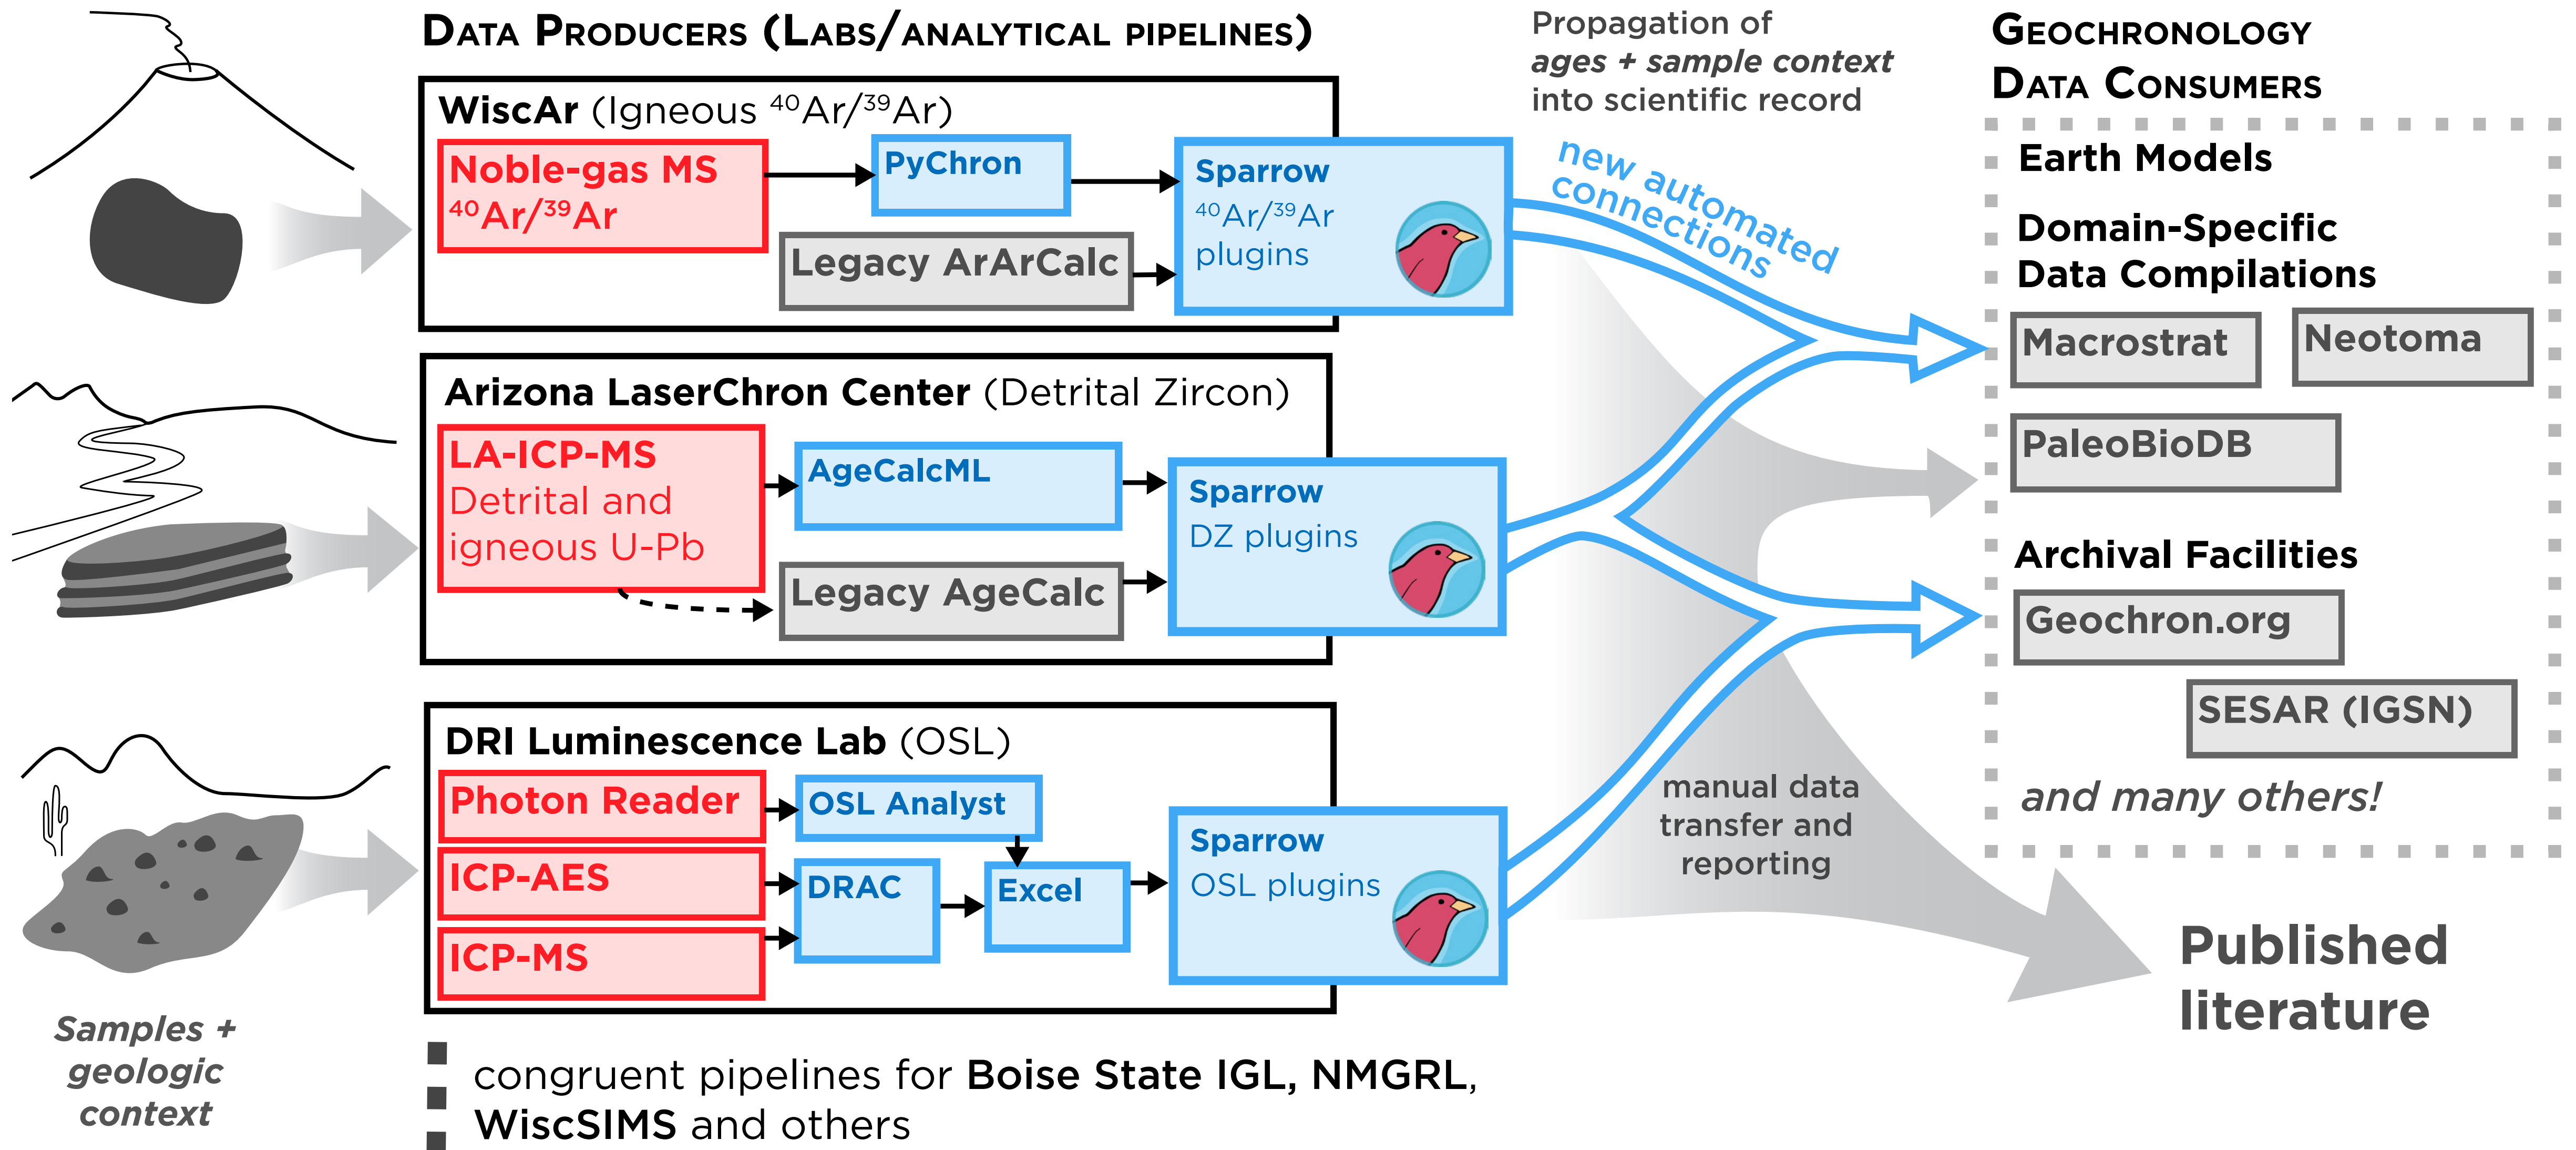 DATA PRODUCERS (LABS/ANALYTICAL PIPELINES)
WiscAr (Igneous ⁴⁰Ar/³⁹Ar)
Noble-gas MS
⁴⁰Ar/³⁹Ar
PyChron
Legacy ArArCalc
Sparrow
⁴⁰Ar/³⁹Ar
plugins
Arizona LaserChron Center (Detrital Zircon)
LA-ICP-MS
Detrital and
igneous U-Pb
AgeCalcML
Legacy AgeCalc
Sparrow
DZ plugins
DRI Luminescence Lab (OSL)
Photon Reader
ICP-AES
ICP-MS
OSL Analyst
DRAC
Excel
Sparrow
OSL plugins
Samples +
geologic
context
congruent pipelines for Boise State IGL, NMGRL,
WiscSIMS and others
Propagation of
ages + sample context
into scientific record
new automated
connections
manual data
transfer and
reporting
GEOCHRONOLOGY
DATA CONSUMERS
Earth Models
Domain-Specific
Data Compilations
Macrostrat
Neotoma
PaleoBioDB
Archival Facilities
Geochron.org
SESAR (IGSN)
and many others!
Published
literature